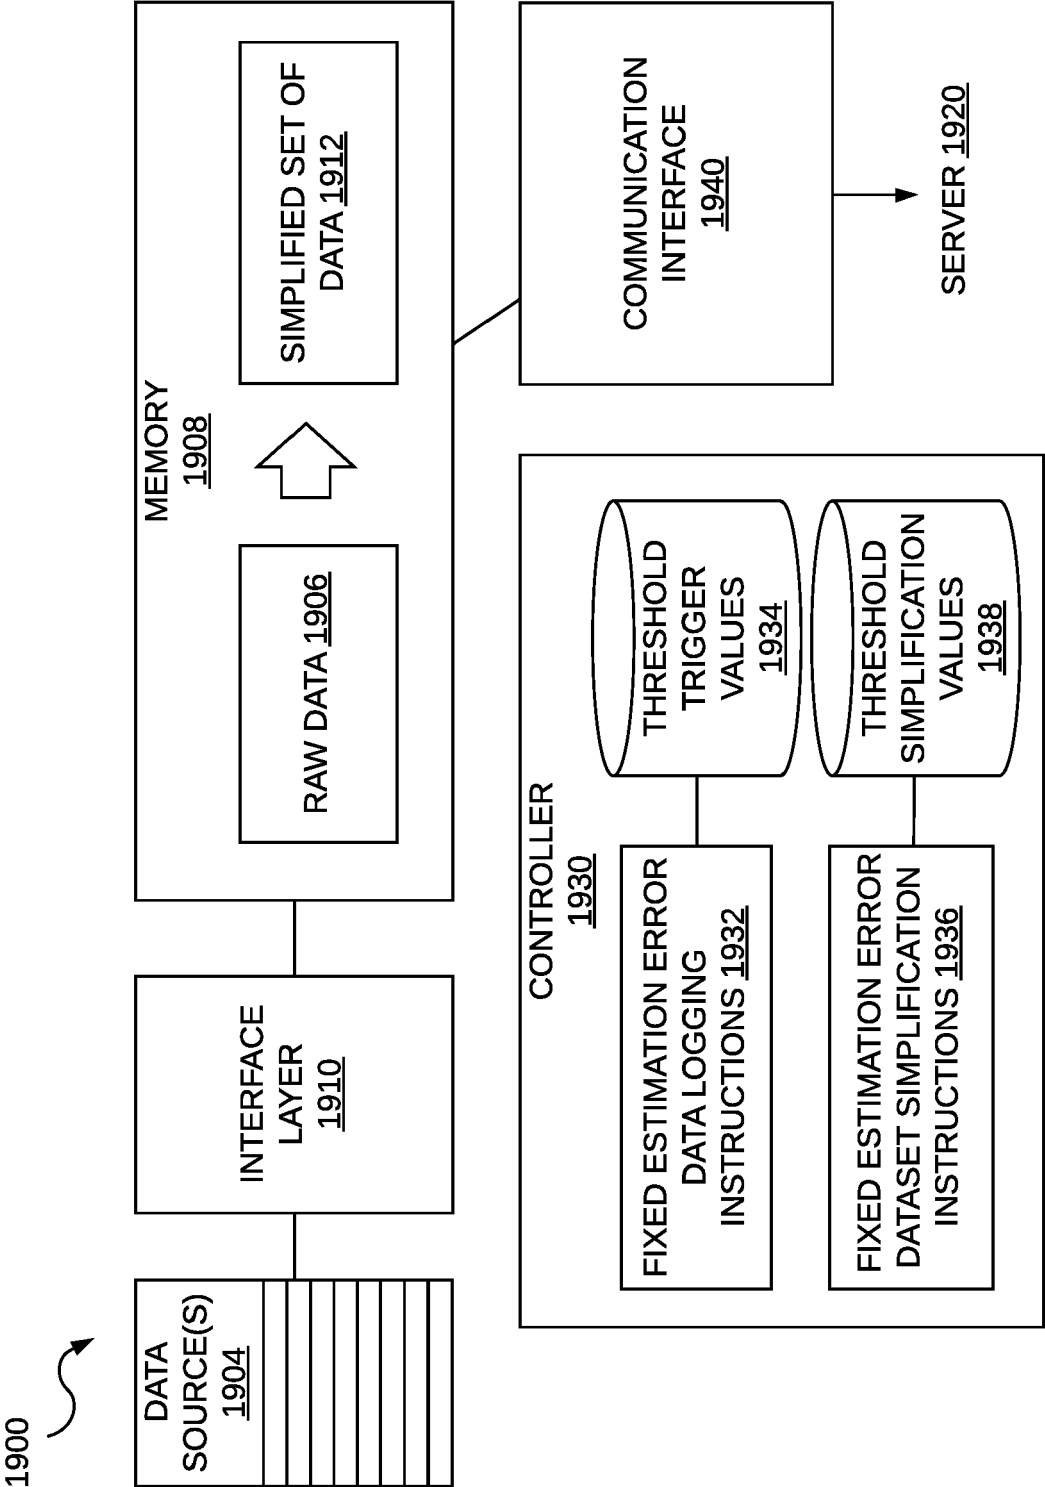 1900
DATA
SOURCE(S)
1904
INTERFACE
LAYER
1910
MEMORY
1908
RAW DATA 1906
SIMPLIFIED SET OF
DATA 1912
CONTROLLER
1930
FIXED ESTIMATION ERROR
DATA LOGGING
INSTRUCTIONS 1932
THRESHOLD
TRIGGER
VALUES
1934
FIXED ESTIMATION ERROR
DATASET SIMPLIFICATION
INSTRUCTIONS 1936
THRESHOLD
SIMPLIFICATION
VALUES
1938
COMMUNICATION
INTERFACE
1940
SERVER 1920